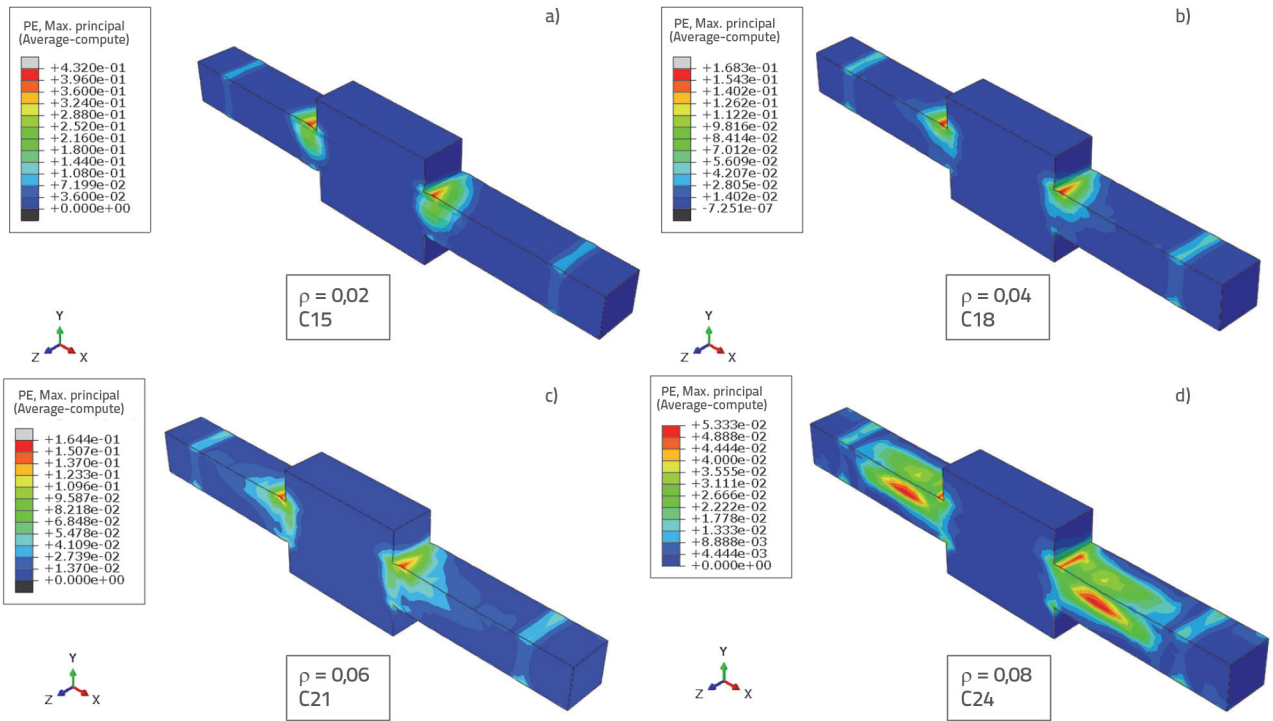 a)
PE, Max. principal
(Average-compute)
+4.320e-01
+3.960e-01
+3.600e-01
+3.240e-01
+2.880e-01
+2.520e-01
+2.160e-01
+1.800e-01
+1.440e-01
+1.080e-01
+7.199e-02
+3.600e-02
+0.000e+00
ρ = 0,02
C15
Y
Z
X
b)
PE, Max. principal
(Average-compute)
+1.683e-01
+1.543e-01
+1.402e-01
+1.262e-01
+1.122e-01
+9.816e-02
+8.414e-02
+7.012e-02
+5.609e-02
+4.207e-02
+2.805e-02
+1.402e-02
-7.251e-07
ρ = 0,04
C18
Y
Z
X
c)
PE, Max. principal
(Average-compute)
+1.644e-01
+1.507e-01
+1.370e-01
+1.233e-01
+1.096e-01
+9.587e-02
+8.218e-02
+6.848e-02
+5.478e-02
+4.109e-02
+2.739e-02
+1.370e-02
+0.000e+00
ρ = 0,06
C21
Y
Z
X
d)
PE, Max. principal
(Average-compute)
+5.333e-02
+4.888e-02
+4.444e-02
+4.000e-02
+3.555e-02
+3.111e-02
+2.666e-02
+2.222e-02
+1.778e-02
+1.333e-02
+8.888e-03
+4.444e-03
+0.000e+00
ρ = 0,08
C24
Y
Z
X